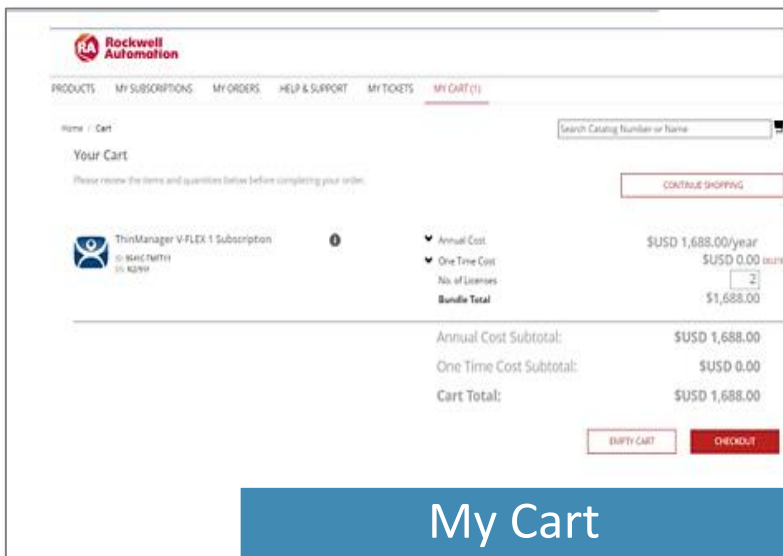 RA Rockwell Automation
PRODUCTS MY SUBSCRIPTIONS MY ORDERS HELP & SUPPORT MY TICKETS MY CART (1)
Home / Cart
Search Catalog Number or Name
Your Cart
Please review the items and quantities below before completing your order.
CONTINUE SHOPPING
ThinManager V-FLEX 1 Subscription
Annual Cost $USD 1,688.00/year
One Time Cost $USD 0.00 DELETE
No. of Licenses 2
Bundle Total $1,688.00
Annual Cost Subtotal: $USD 1,688.00
One Time Cost Subtotal: $USD 0.00
Cart Total: $USD 1,688.00
EMPTY CART CHECKOUT
My Cart